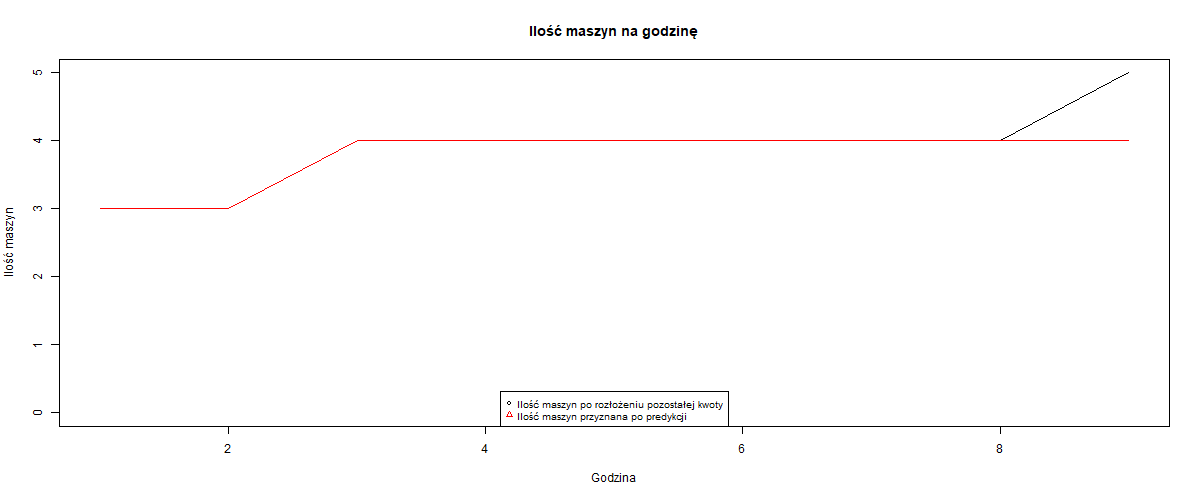 Ilość maszyn na godzinę
Ilość maszyn
5
4
3
2
1
0
Ilość maszyn po rozłożeniu pozostałej kwoty
Ilość maszyn przyznana po predykcji
2 4 6 8
Godzina